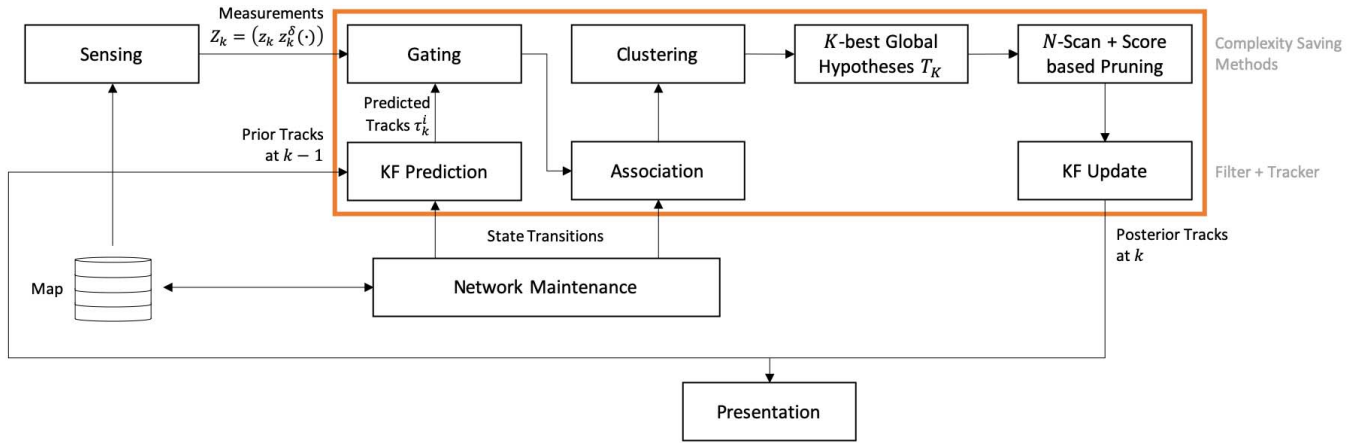 Measurements
Z_k = (z_k z_k^δ(·))
Sensing
Gating
Clustering
K-best Global
Hypotheses T_K
N-Scan + Score
based Pruning
Complexity Saving
Methods
Predicted
Tracks τ_k^i
Prior Tracks
at k − 1
KF Prediction
Association
KF Update
Filter + Tracker
State Transitions
Posterior Tracks
at k
Map
Network Maintenance
Presentation